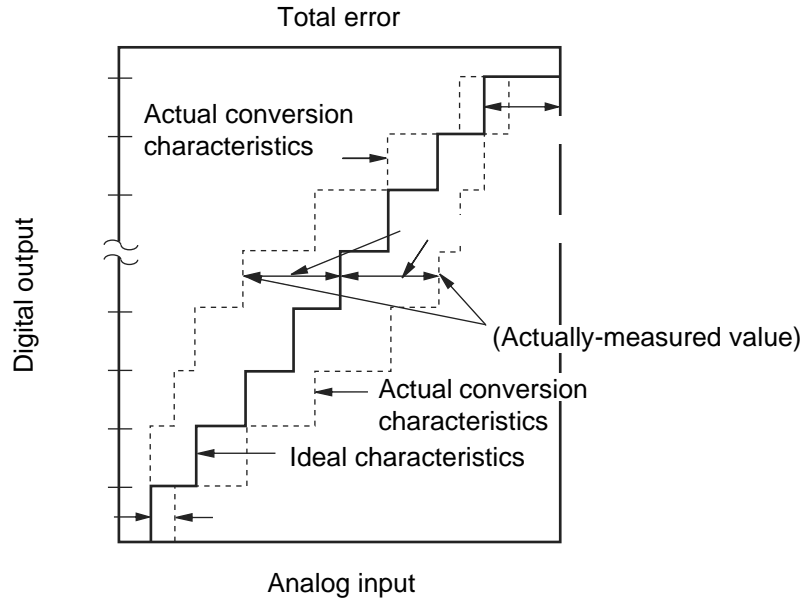 Total error
Actual conversion
characteristics
Digital output
(Actually-measured value)
Actual conversion
characteristics
Ideal characteristics
Analog input